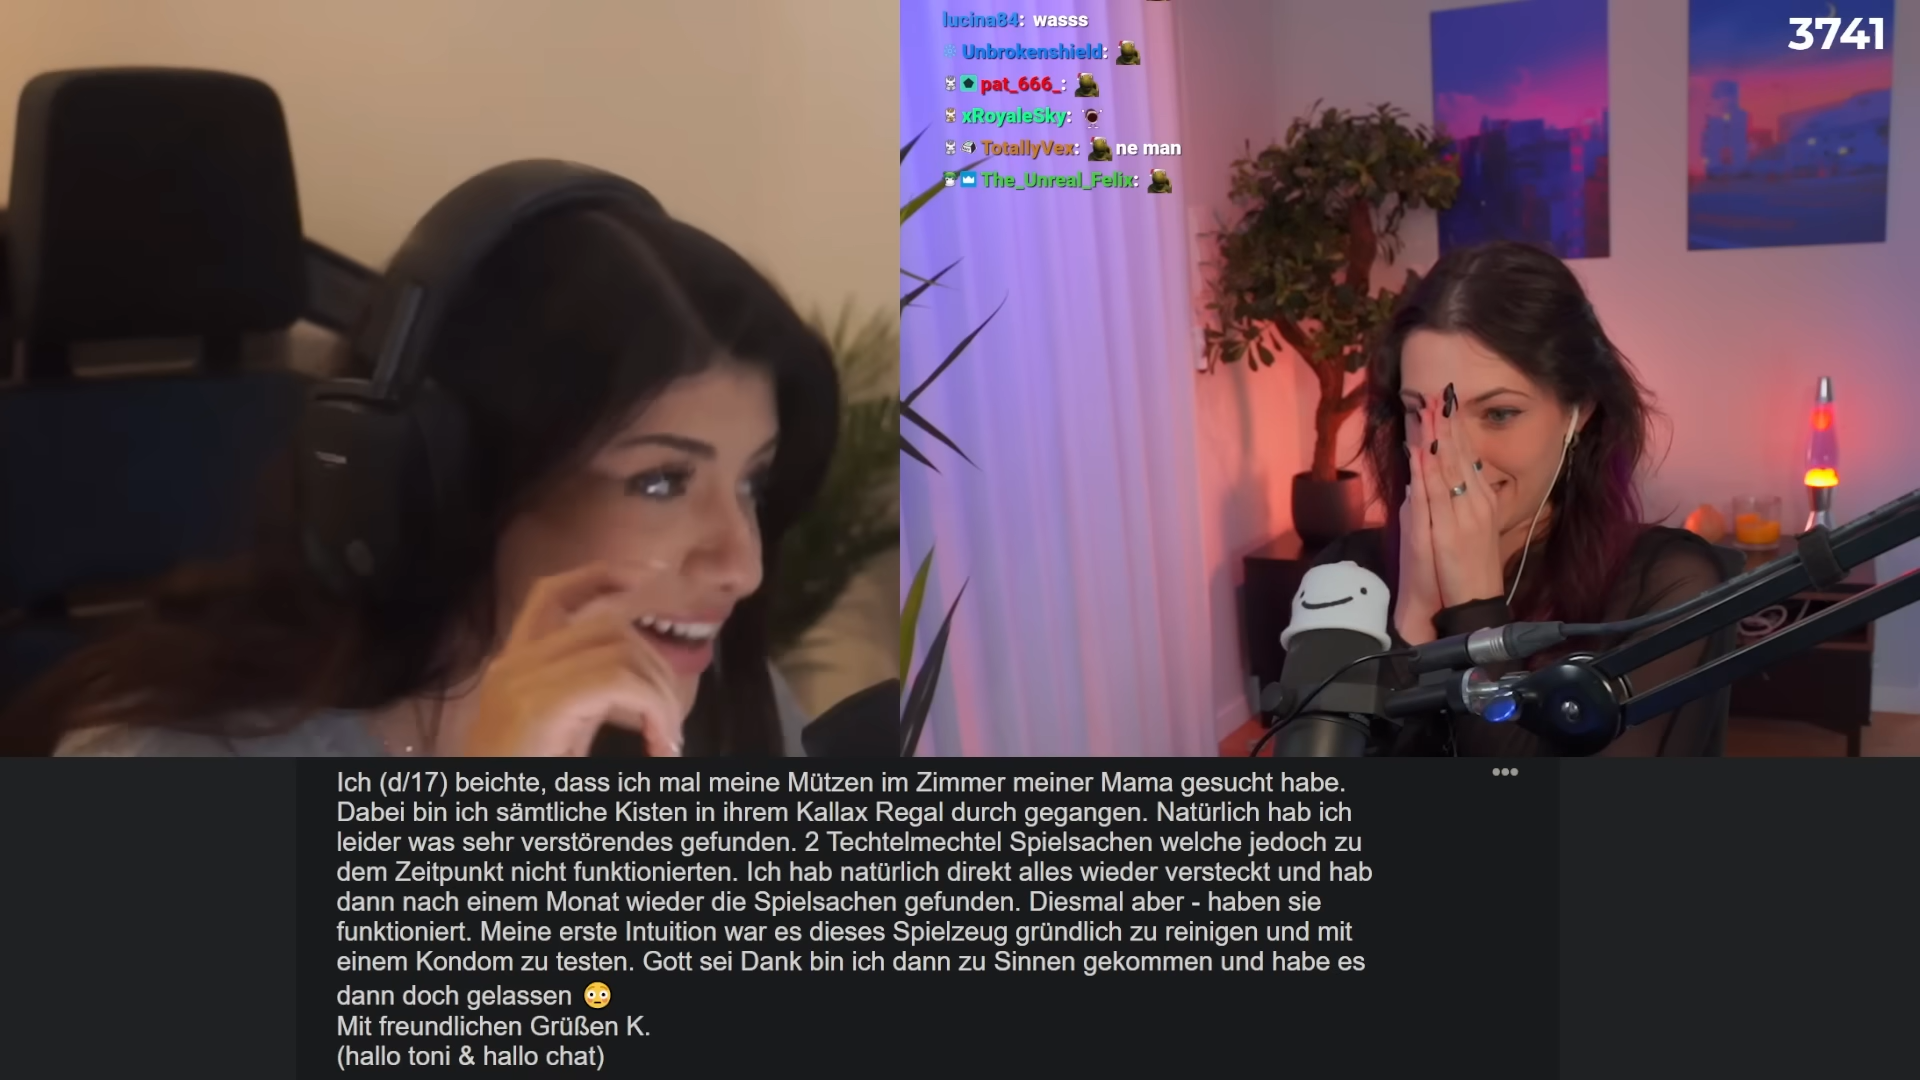 lucina84: wasss
3741
Unbrokenshield:
pat_666_:
xRoyaleSky:
TotallyVex: ne man
The_Unreal_Felix:
Ich (d/17) beichte, dass ich mal meine Mützen im Zimmer meiner Mama gesucht habe.
Dabei bin ich sämtliche Kisten in ihrem Kallax Regal durch gegangen. Natürlich hab ich
leider was sehr verstörendes gefunden. 2 Techtelmechtel Spielsachen welche jedoch zu
dem Zeitpunkt nicht funktionierten. Ich hab natürlich direkt alles wieder versteckt und hab
dann nach einem Monat wieder die Spielsachen gefunden. Diesmal aber - haben sie
funktioniert. Meine erste Intuition war es dieses Spielzeug gründlich zu reinigen und mit
einem Kondom zu testen. Gott sei Dank bin ich dann zu Sinnen gekommen und habe es
dann doch gelassen 😳
Mit freundlichen Grüßen K.
(hallo toni & hallo chat)